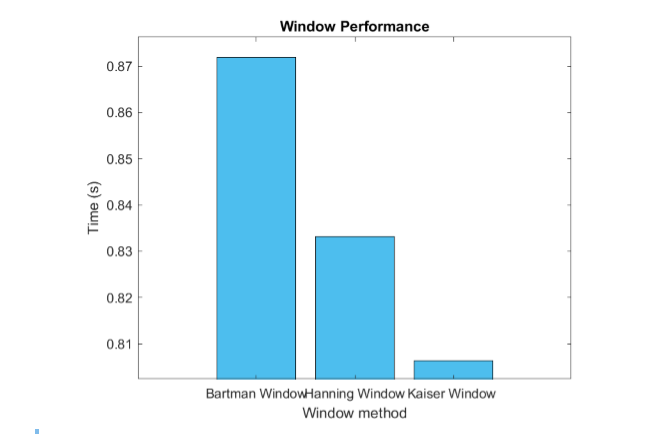 Window Performance
0.87
0.86
0.85
0.84
0.83
0.82
0.81
Time (s)
Bartman Window Hanning Window Kaiser Window
Window method